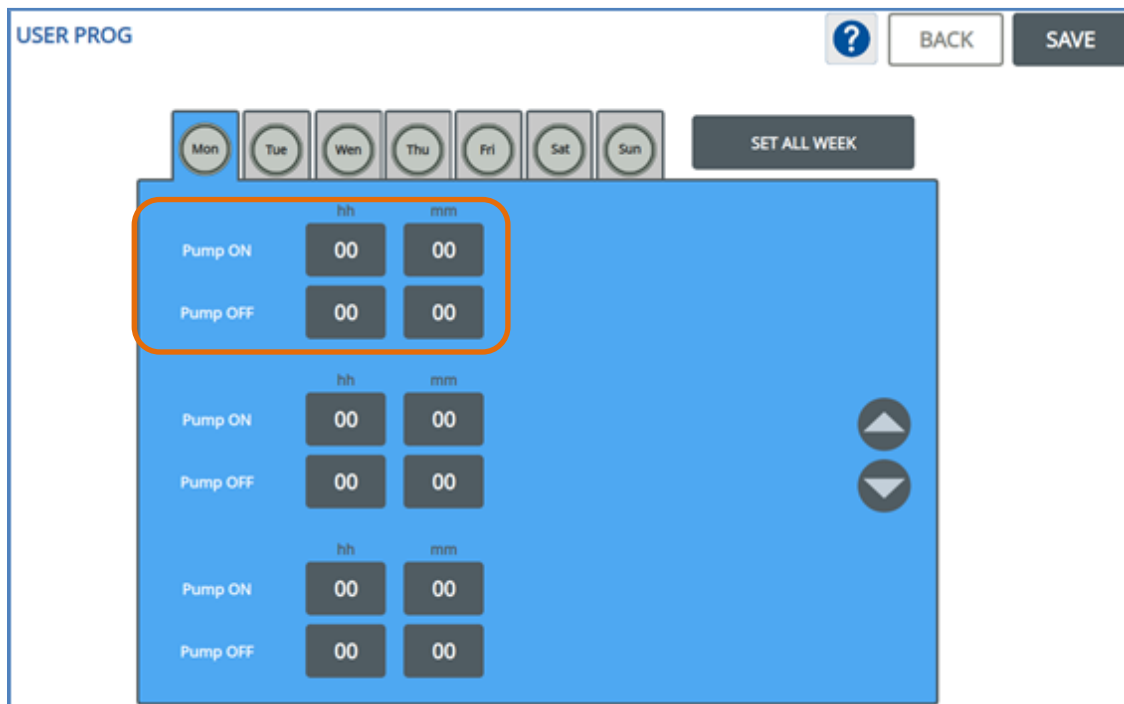 USER PROG
? BACK SAVE
Mon Tue Wen Thu Fri Sat Sun SET ALL WEEK
hh mm
Pump ON 00 00
Pump OFF 00 00
hh mm
Pump ON 00 00
Pump OFF 00 00
hh mm
Pump ON 00 00
Pump OFF 00 00